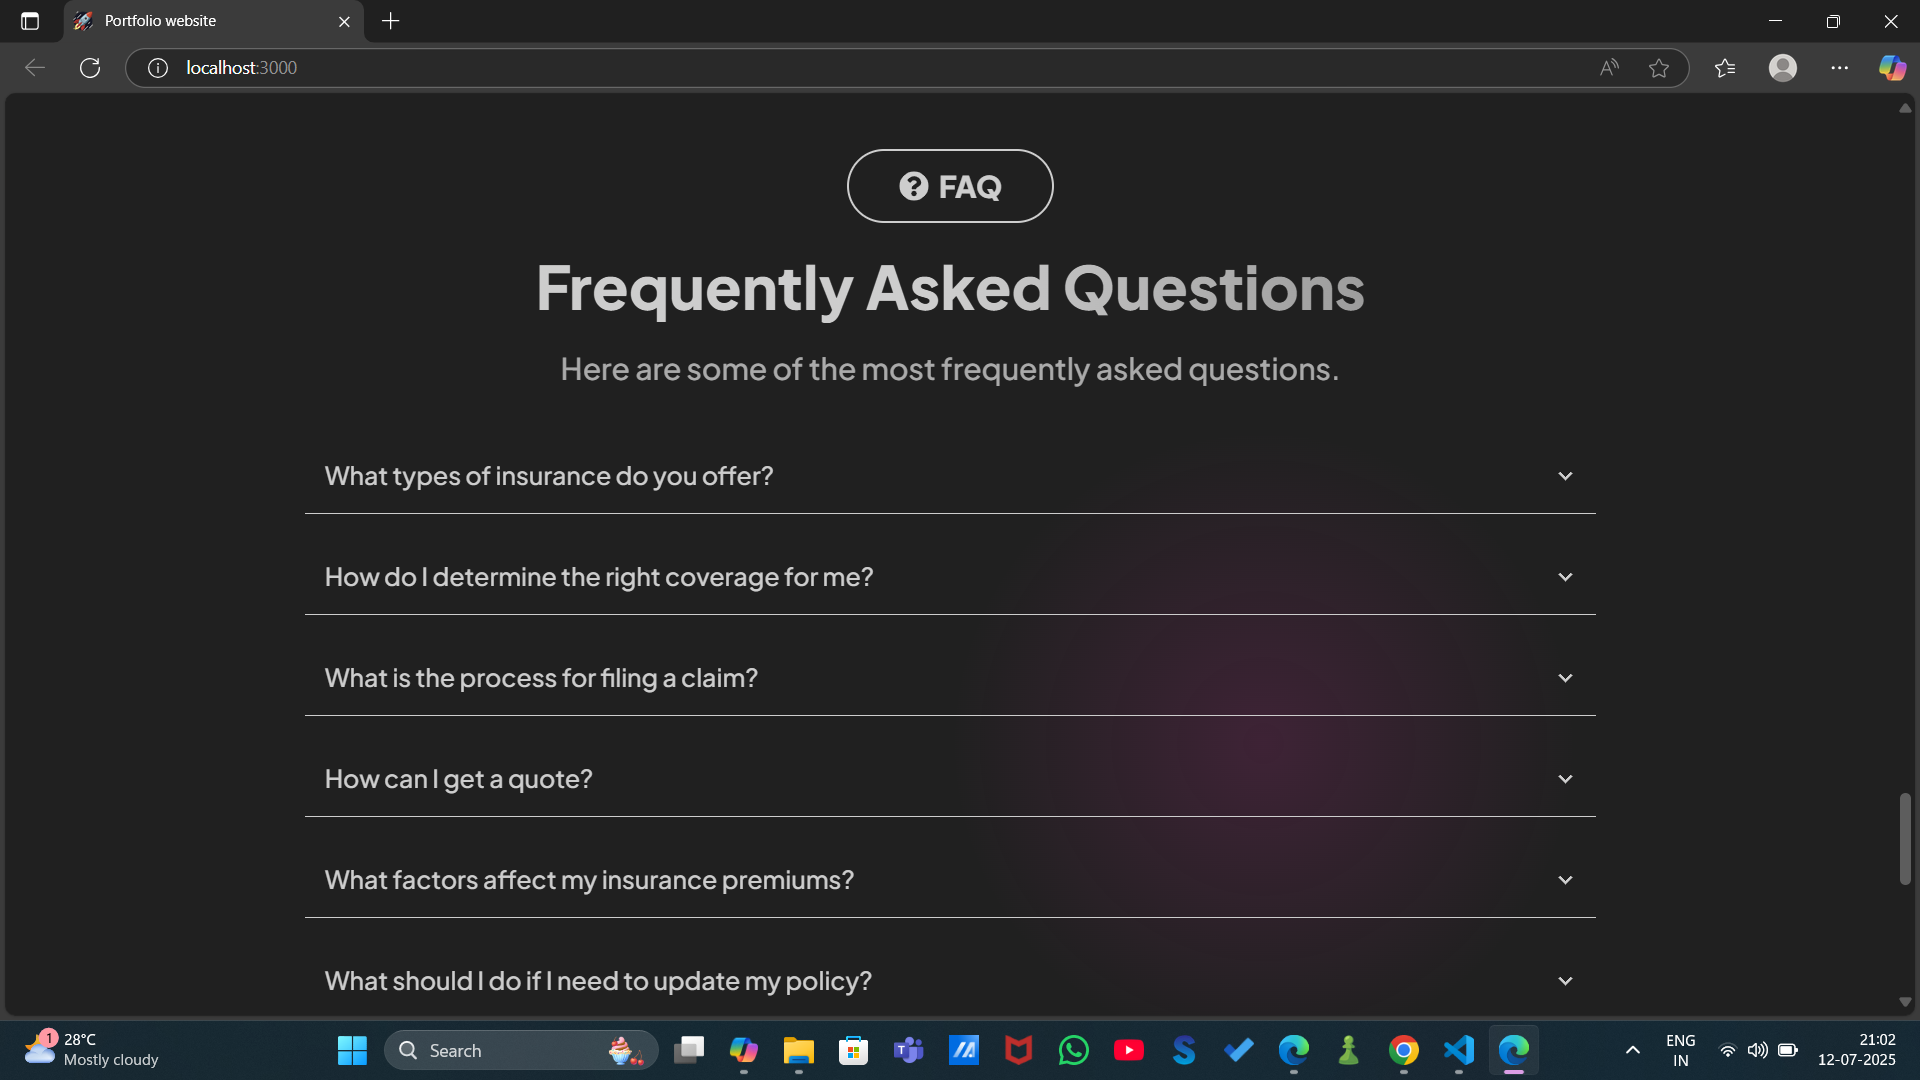 Portfolio website
localhost:3000
FAQ
Frequently Asked Questions
Here are some of the most frequently asked questions.
What types of insurance do you offer?
How do I determine the right coverage for me?
What is the process for filing a claim?
How can I get a quote?
What factors affect my insurance premiums?
What should I do if I need to update my policy?
1
28°C
Mostly cloudy
Search
ENG
IN
21:02
12-07-2025